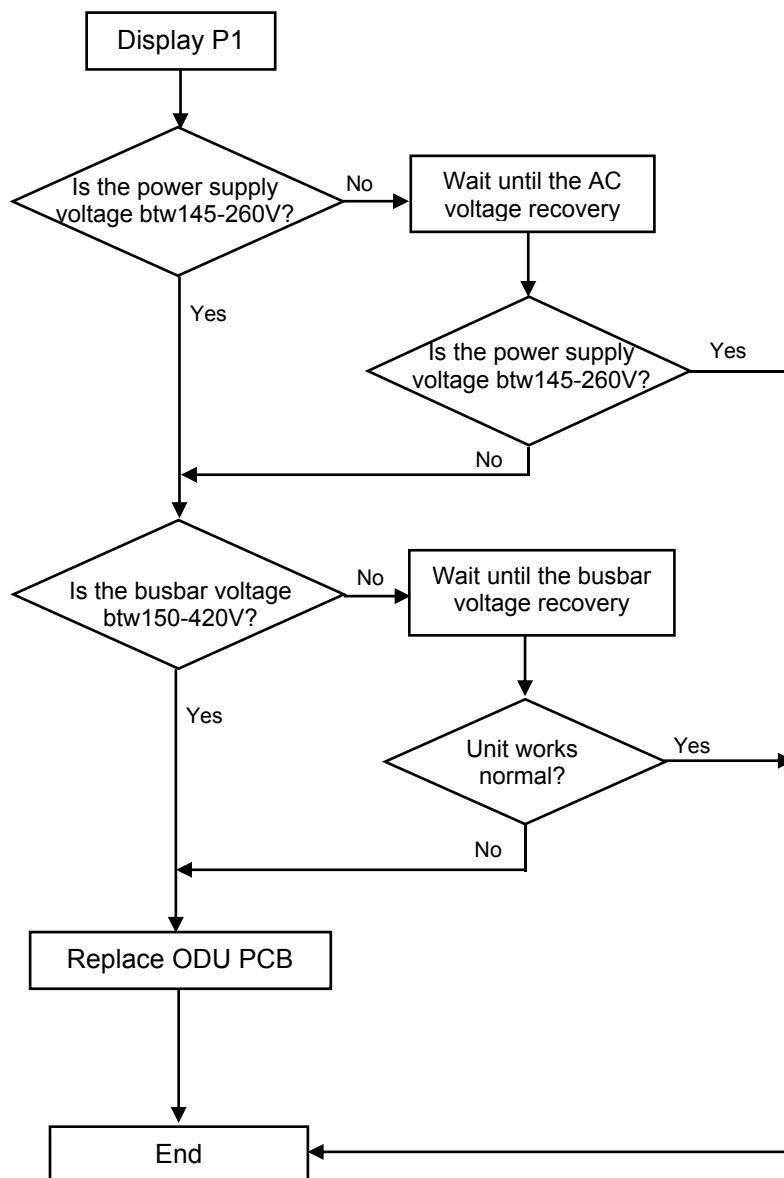 Display P1
Is the power supply
voltage btw145-260V?
No
Wait until the AC
voltage recovery
Yes
Is the power supply
voltage btw145-260V?
Yes
No
Is the busbar voltage
btw150-420V?
No
Wait until the busbar
voltage recovery
Yes
Unit works
normal?
Yes
No
Replace ODU PCB
End